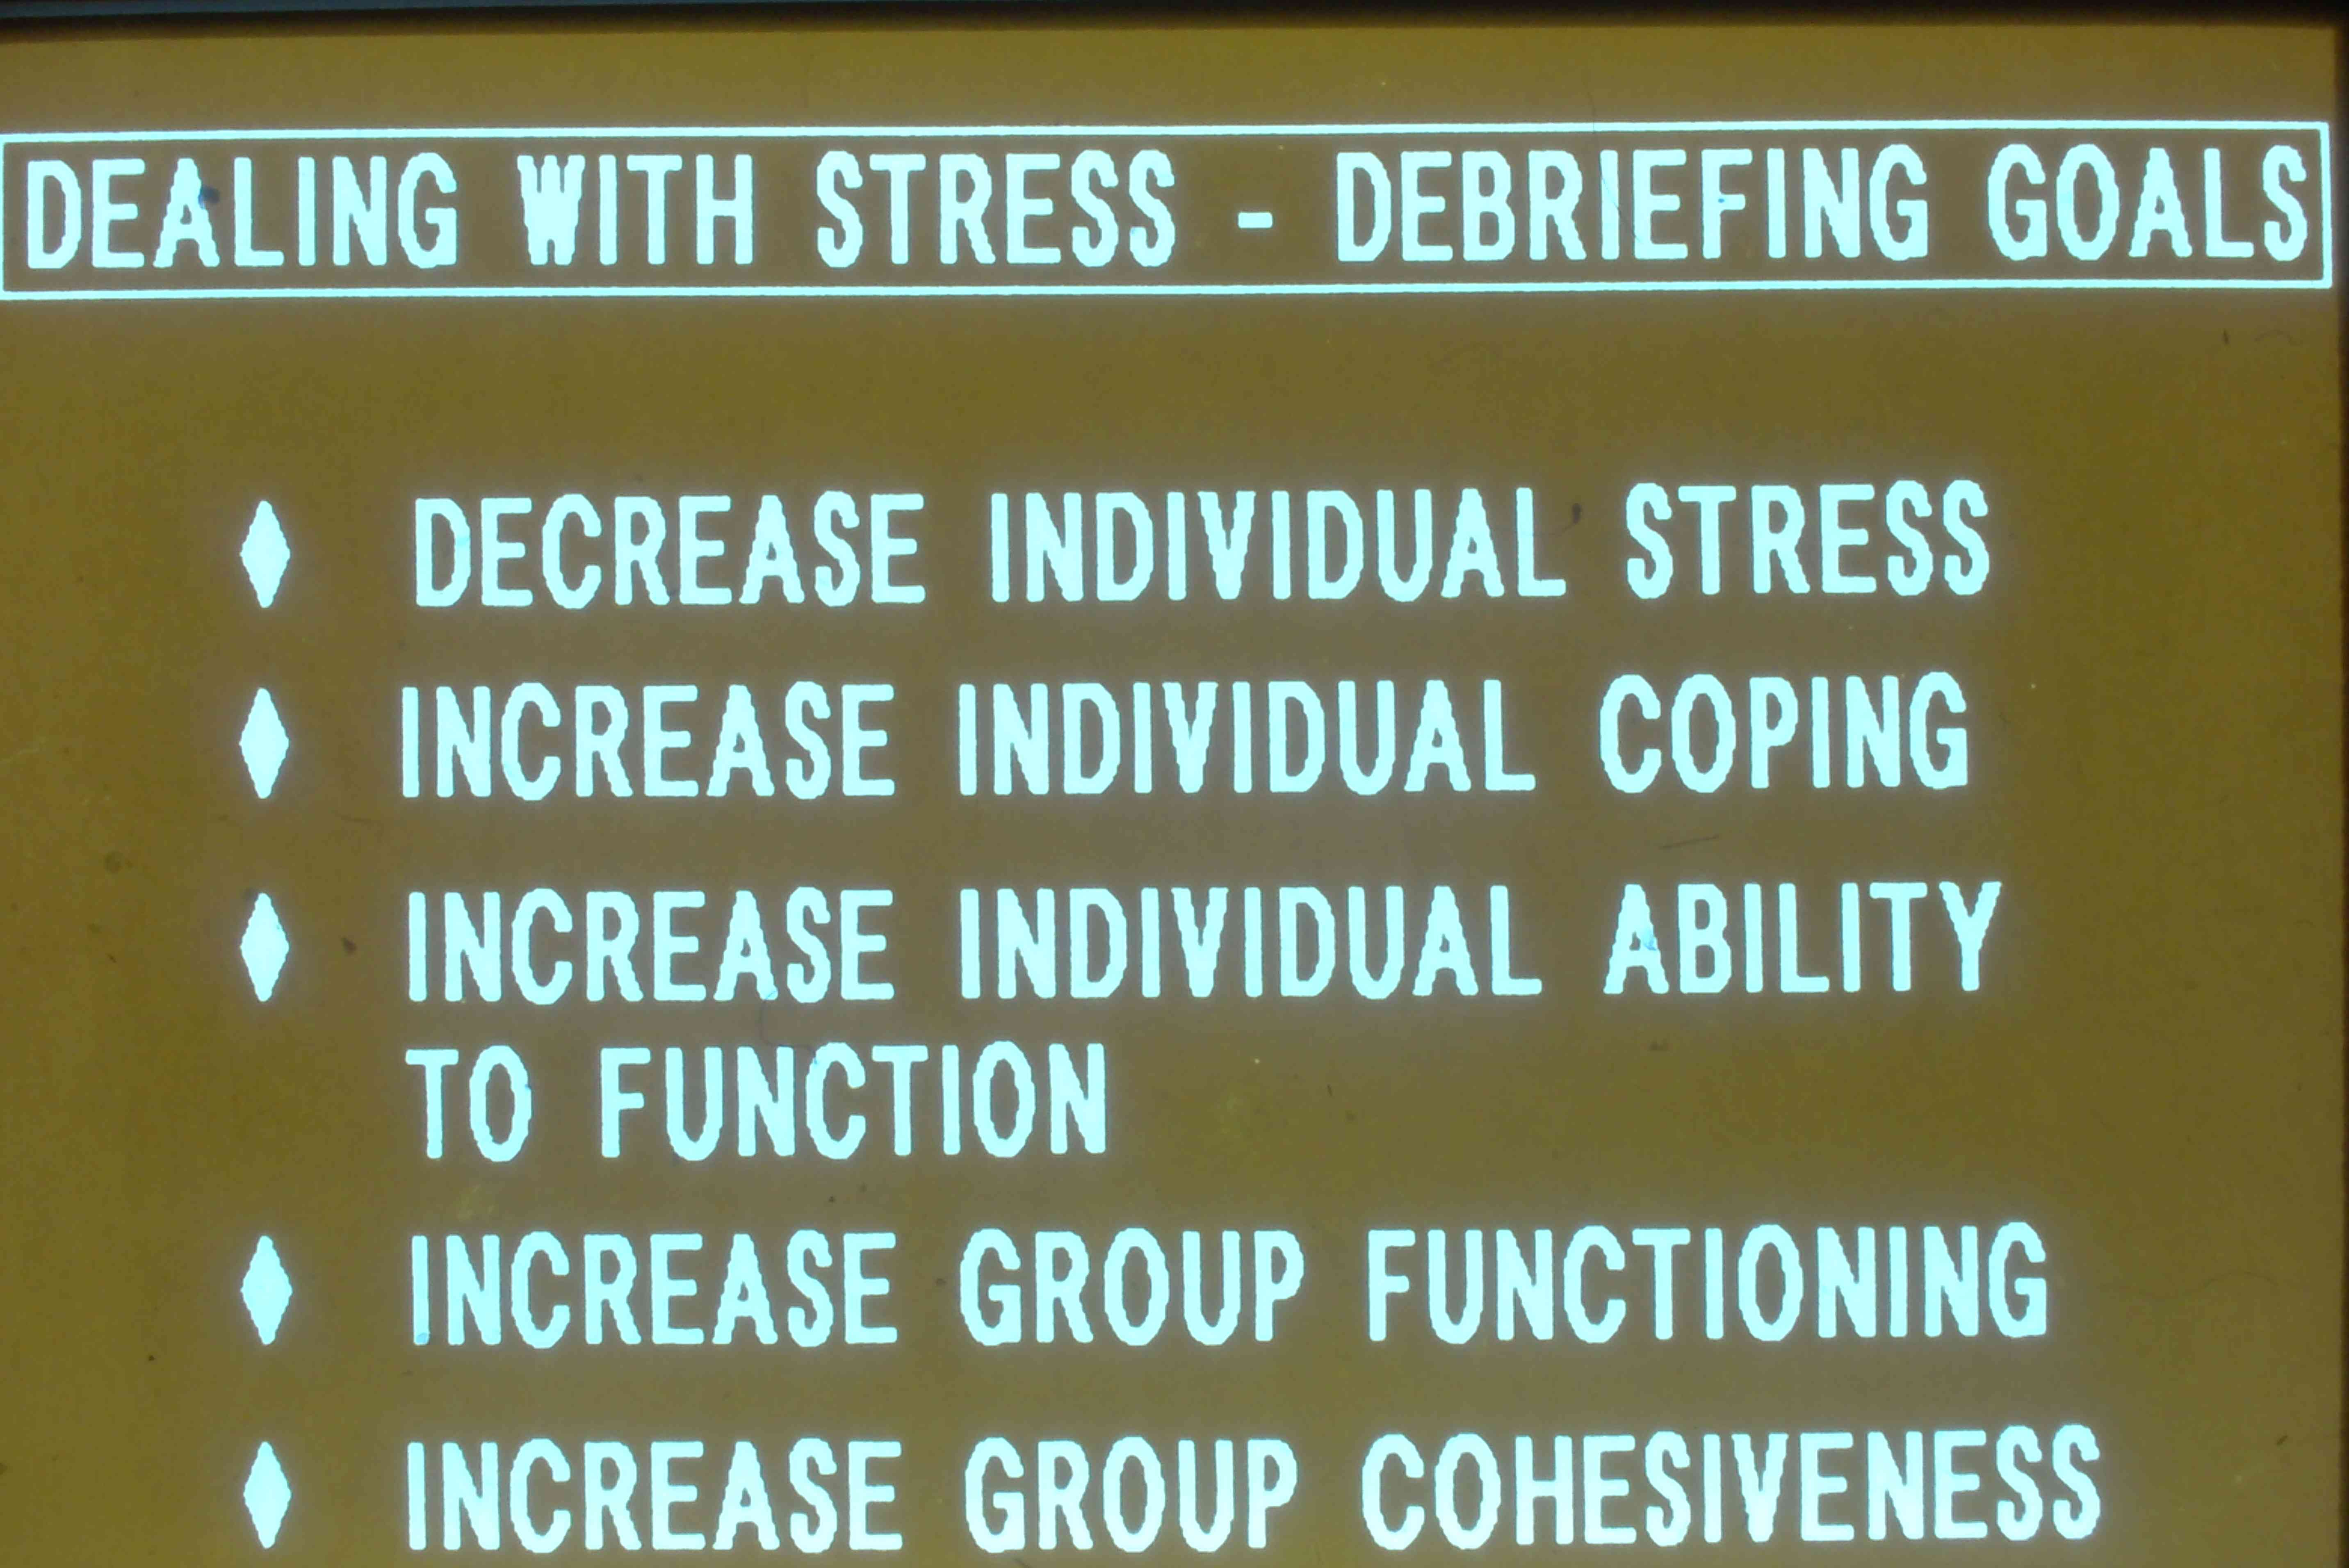 DEALING WITH STRESS - DEBRIEFING GOALS
♦ DECREASE INDIVIDUAL STRESS
♦ INCREASE INDIVIDUAL COPING
♦ INCREASE INDIVIDUAL ABILITY
TO FUNCTION
♦ INCREASE GROUP FUNCTIONING
♦ INCREASE GROUP COHESIVENESS